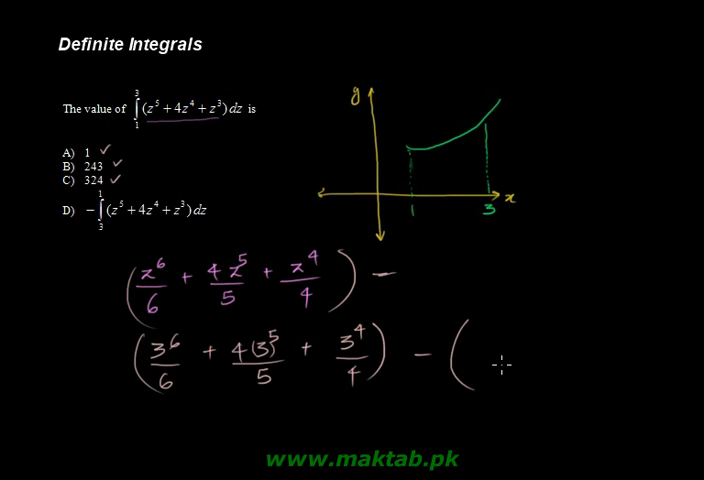 Definite Integrals
The value of ∫₁³ (z⁵ + 4z⁴ + z³) dz is
A) 1 ✓
B) 243 ✓
C) 324 ✓
D) −∫₃¹ (z⁵ + 4z⁴ + z³) dz
y
x
1 3
(z⁶/6 + 4z⁵/5 + z⁴/4) −
(3⁶/6 + 4(3)⁵/5 + 3⁴/4) − (
www.maktab.pk